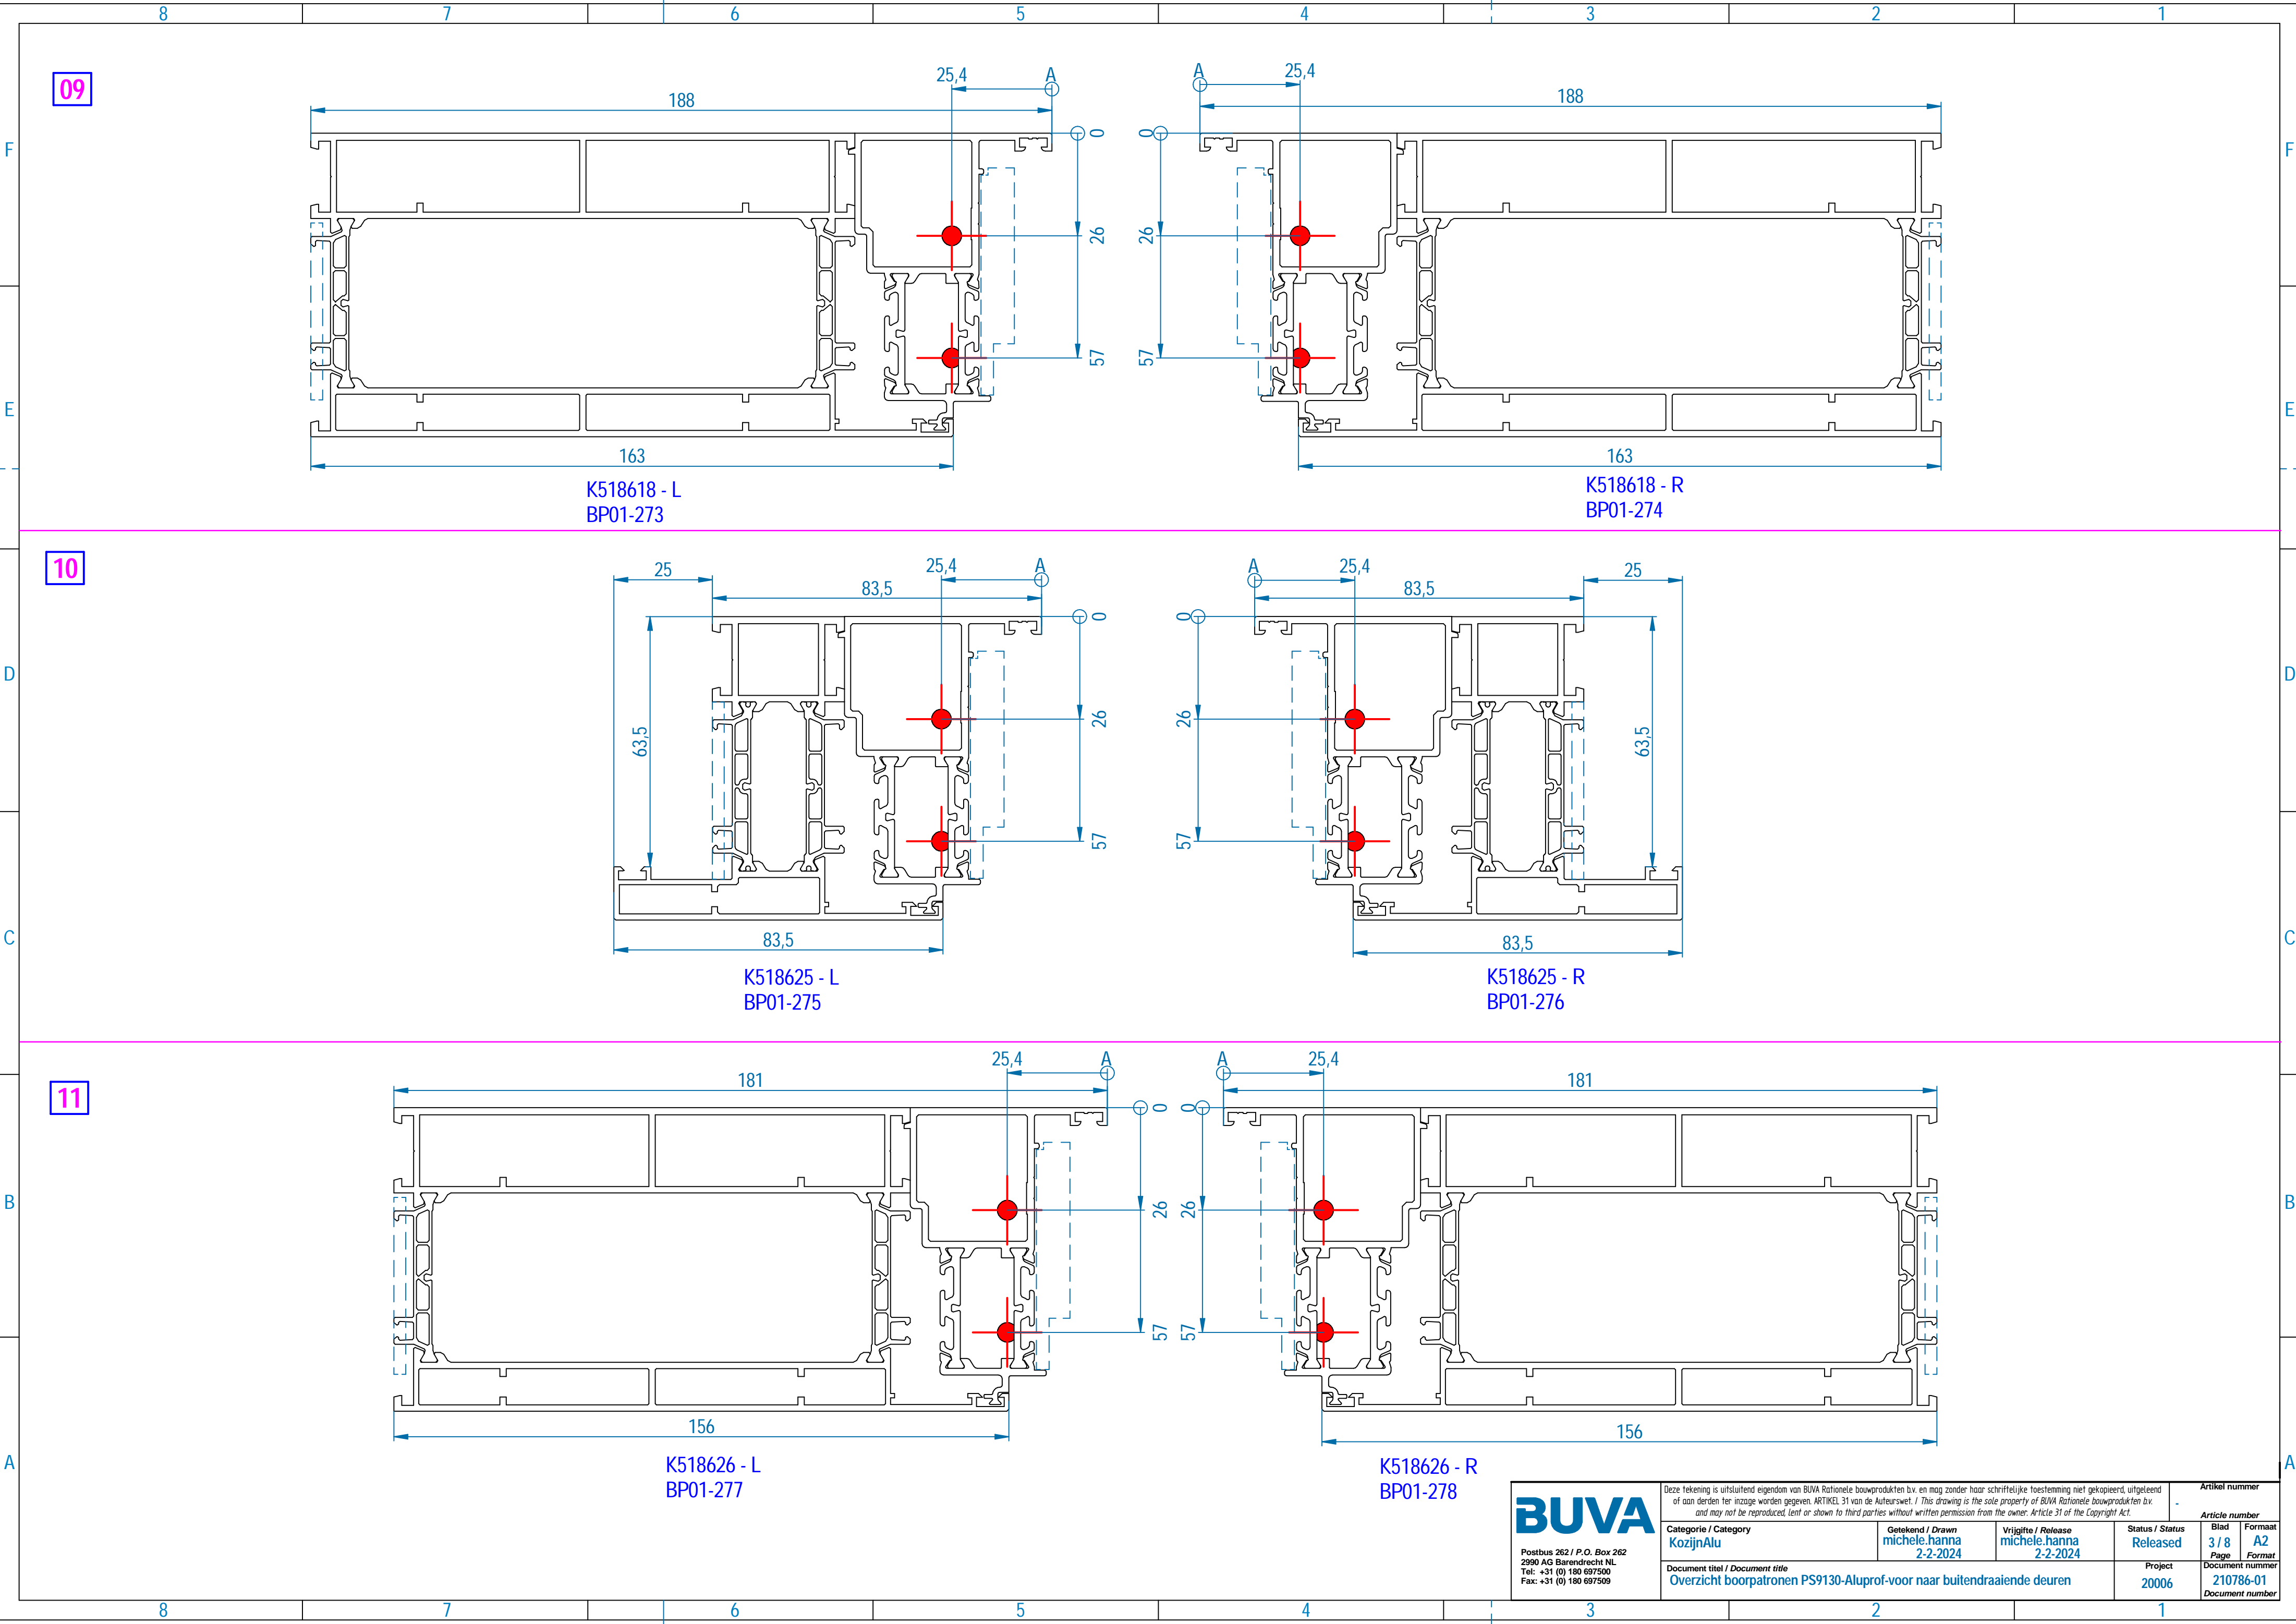 8 7 6 5 4 3 2 1
09
25,4 A
188
0
26
57
163
K518618 - L
BP01-273
A 25,4
188
0
26
57
163
K518618 - R
BP01-274
F F
E E
10
25
25,4 A
83,5
0
63,5
26
57
83,5
K518625 - L
BP01-275
A 25,4
25
83,5
0
26
63,5
57
83,5
K518625 - R
BP01-276
D D
C C
11
25,4 A
181
0
26
57
156
K518626 - L
BP01-277
A 25,4
181
0
26
57
156
K518626 - R
BP01-278
B B
A A
BUVA
Postbus 262 / P.O. Box 262
2990 AG Barendrecht NL
Tel: +31 (0) 180 697500
Fax: +31 (0) 180 697509
Deze tekening is uitsluitend eigendom van BUVA Rationele bouwprodukten b.v. en mag zonder haar schriftelijke toestemming niet gekopieerd, uitgeleend
of aan derden ter inzage worden gegeven. ARTIKEL 31 van de Auteurswet. / This drawing is the sole property of BUVA Rationele bouwprodukten b.v.
and may not be reproduced, lent or shown to third parties without written permission from the owner. Article 31 of the Copyright Act.
Artikel nummer
-
Article number
Categorie / Category
KozijnAlu
Getekend / Drawn
michele.hanna
2-2-2024
Vrijgifte / Release
michele.hanna
2-2-2024
Status / Status
Released
Blad
3 / 8
Page
Formaat
A2
Format
Document titel / Document title
Overzicht boorpatronen PS9130-Aluprof-voor naar buitendraaiende deuren
Project
20006
Document nummer
210786-01
Document number
8 7 6 5 4 3 2 1